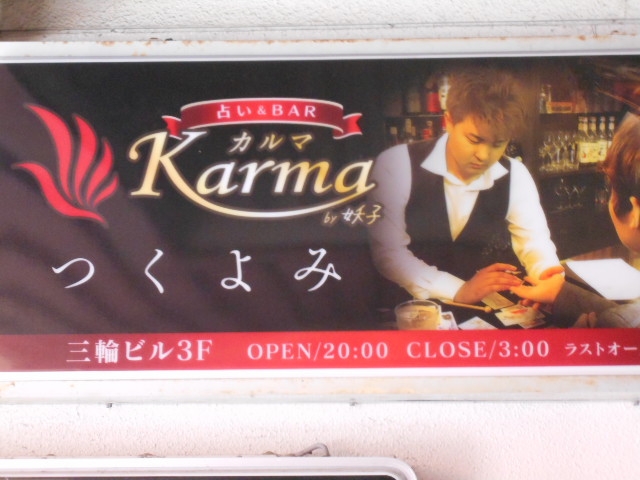 占い&BAR
カルマ
Karma
by 妖子
つくよみ
三輪ビル3F OPEN/20:00 CLOSE/3:00 ラストオー